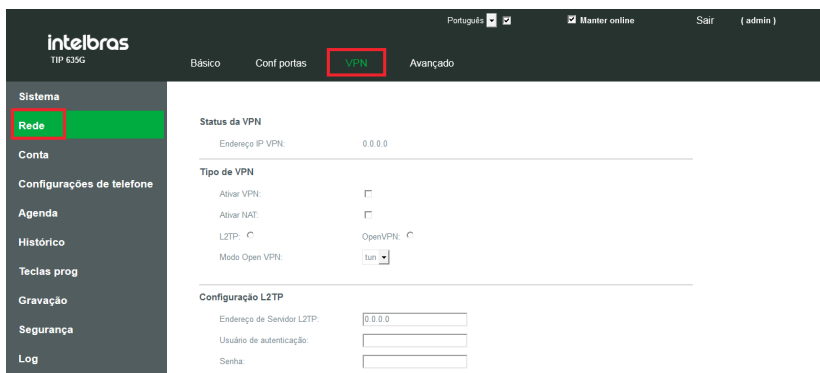 Português
Manter online
Sair
( admin )
intelbras
TIP 635G
Básico
Conf portas
VPN
Avançado
Sistema
Rede
Conta
Configurações de telefone
Agenda
Histórico
Teclas prog
Gravação
Segurança
Log
Status da VPN
Endereço IP VPN: 0.0.0.0
Tipo de VPN
Ativar VPN:
Ativar NAT:
L2TP: OpenVPN:
Modo Open VPN: tun
Configuração L2TP
Endereço de Servidor L2TP: 0.0.0.0
Usuário de autenticação:
Senha: